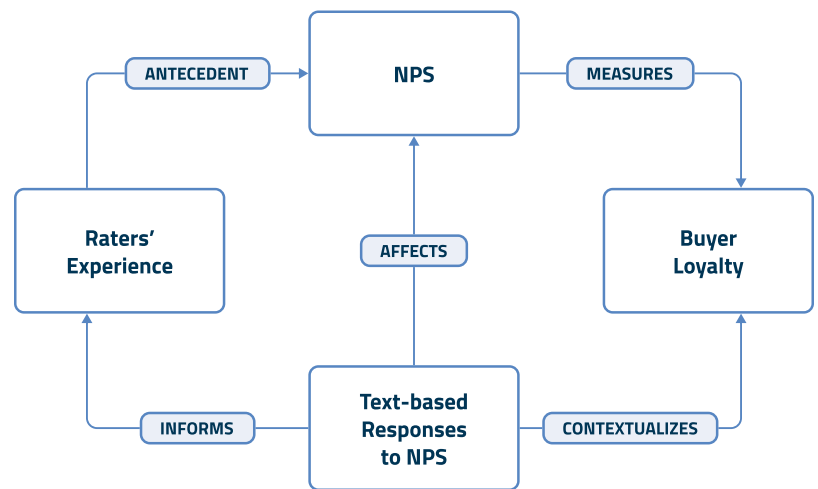 ANTECEDENT
NPS
MEASURES
Raters’
Experience
AFFECTS
Buyer
Loyalty
INFORMS
Text-based
Responses
to NPS
CONTEXTUALIZES